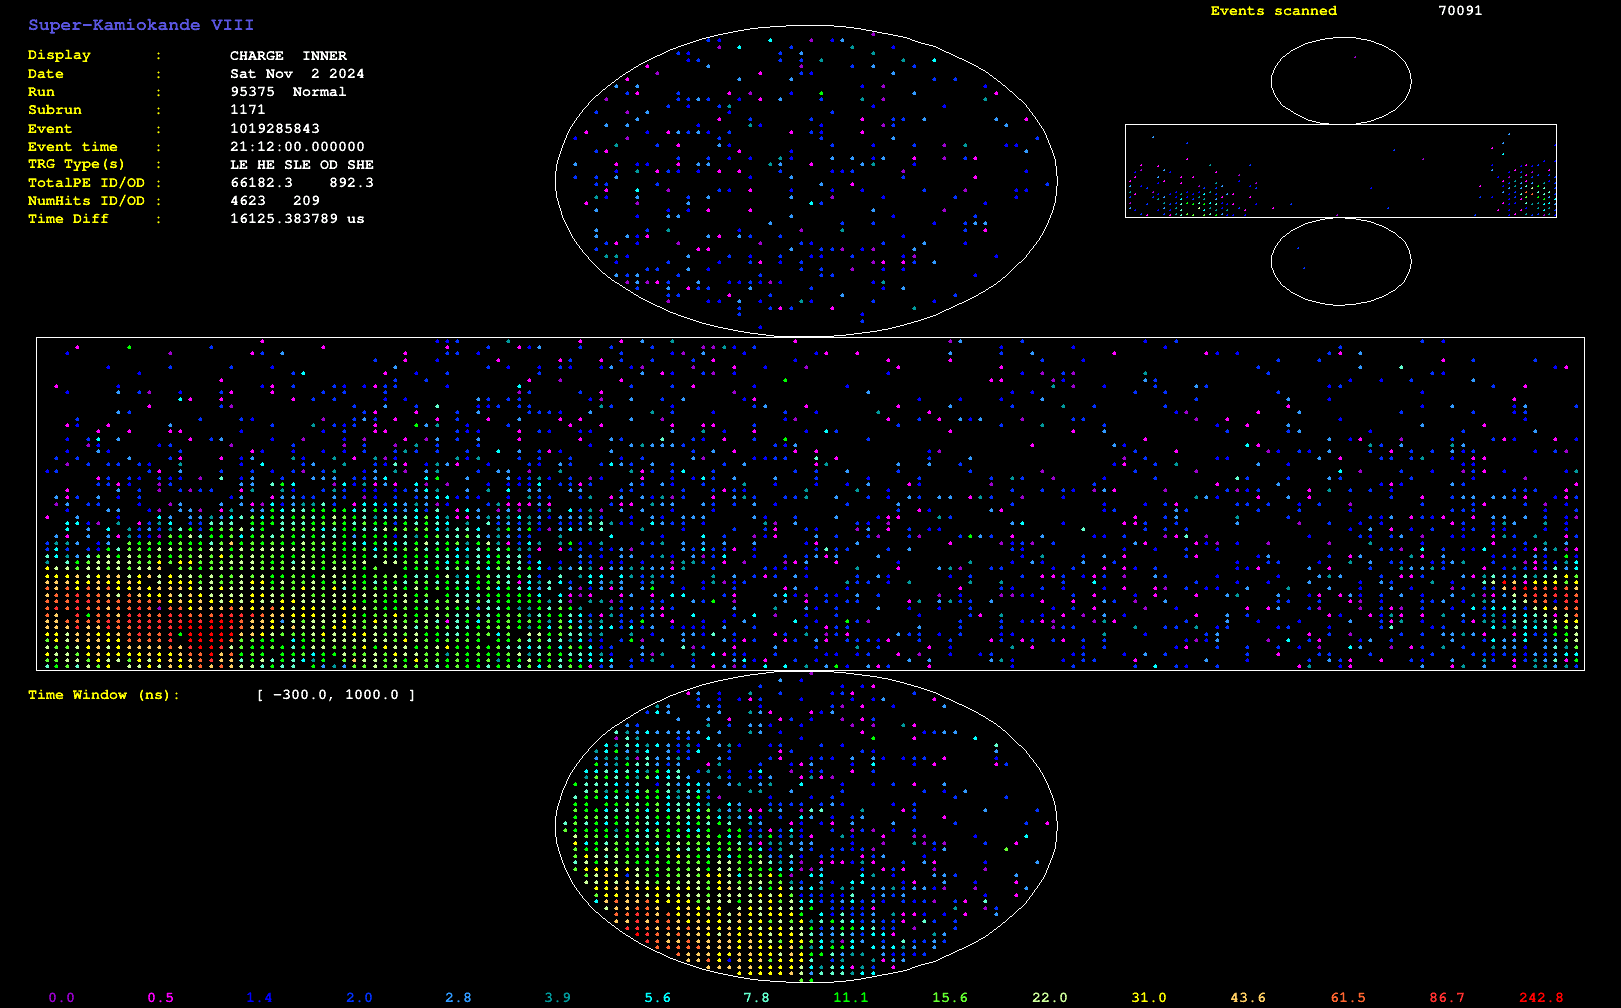 Super-Kamiokande VIII
Events scanned 70091
Display : CHARGE INNER
Date : Sat Nov 2 2024
Run : 95375 Normal
Subrun : 1171
Event : 1019285843
Event time : 21:12:00.000000
TRG Type(s) : LE HE SLE OD SHE
TotalPE ID/OD : 66182.3 892.3
NumHits ID/OD : 4623 209
Time Diff : 16125.383789 us
Time Window (ns): [ −300.0, 1000.0 ]
0.0 0.5 1.4 2.0 2.8 3.9 5.6 7.8 11.1 15.6 22.0 31.0 43.6 61.5 86.7 242.8